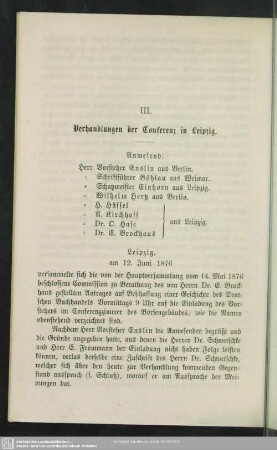 III.
Verhandlungen der Conferenz in Leipzig.
Anwesend:
Herr Vorsteher Enslin aus Berlin.
" Schriftführer Böhlau aus Weimar.
" Schatzmeister Einhorn aus Leipzig.
" Wilhelm Hertz aus Berlin.
" H. Hässel
" A. Kirchhoff
" Dr. O. Hase
" Dr. E. Brockhaus
aus Leipzig.
Leipzig,
am 12. Juni 1876
versammelte sich die von der Hauptversammlung vom 14. Mai 1876
beschlossene Commission zu Berathung des von Herrn Dr. E. Brock-
haus gestellten Antrages auf Beschaffung einer Geschichte des Deut-
schen Buchhandels Vormittags 9 Uhr auf die Einladung des Vor-
stehers im Conferenzzimmer des Börsengebäudes; wie die Namen
obenstehend verzeichnet sind.
Nachdem Herr Vorsteher Enslin die Anwesenden begrüßt und
die Gründe angegeben hatte, aus denen die Herren Dr. Schwetschke
und Herr E. Frommann der Einladung nicht haben Folge leisten
können, verlas derselbe eine Zuschrift des Herrn Dr. Schwetschke,
welcher sich über den heute zur Verhandlung kommenden Gegen-
stand aussprach (s. Schluß), worauf er um Aussprache der Mei-
nungen bat.